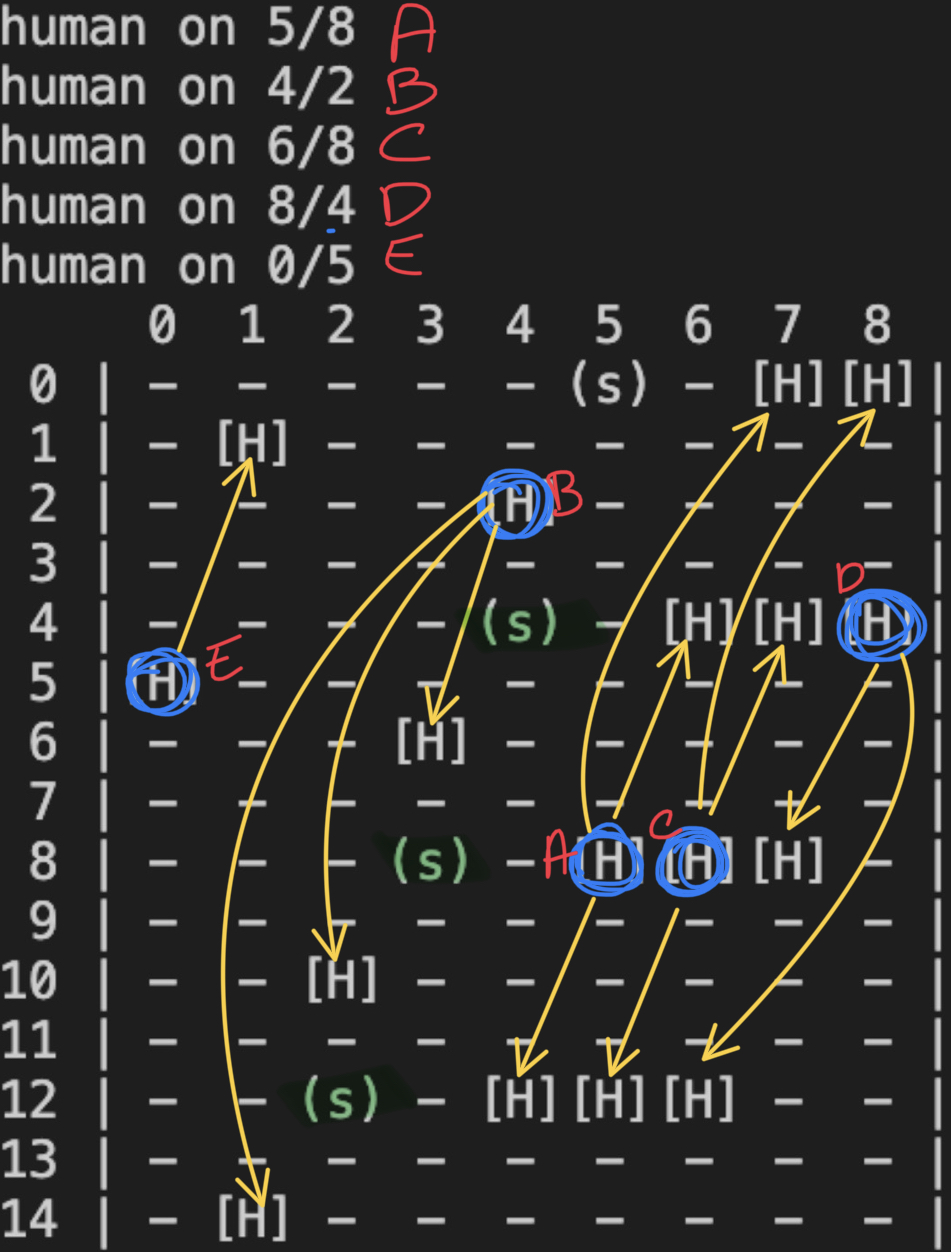 human on 5/8 A
human on 4/2 B
human on 6/8 C
human on 8/4 D
human on 0/5 E
0 1 2 3 4 5 6 7 8
0 | – – – – – (s) – [H] [H] |
1 | – [H] – – – – – – – |
2 | – – – – [H] B – – – – |
3 | – – – – – – – – – |
D
4 | – – – – (s) – [H] [H] [H] |
5 | [H] E – – – – – – – – |
6 | – – – [H] – – – – – |
7 | – – – – – – – – – |
8 | – – – (s) – A [H] C [H] [H] – |
9 | – – – – – – – – – |
10 | – – [H] – – – – – – |
11 | – – – – – – – – – |
12 | – – (s) – [H] [H] [H] – – |
13 | – – – – – – – – – |
14 | – [H] – – – – – – – |